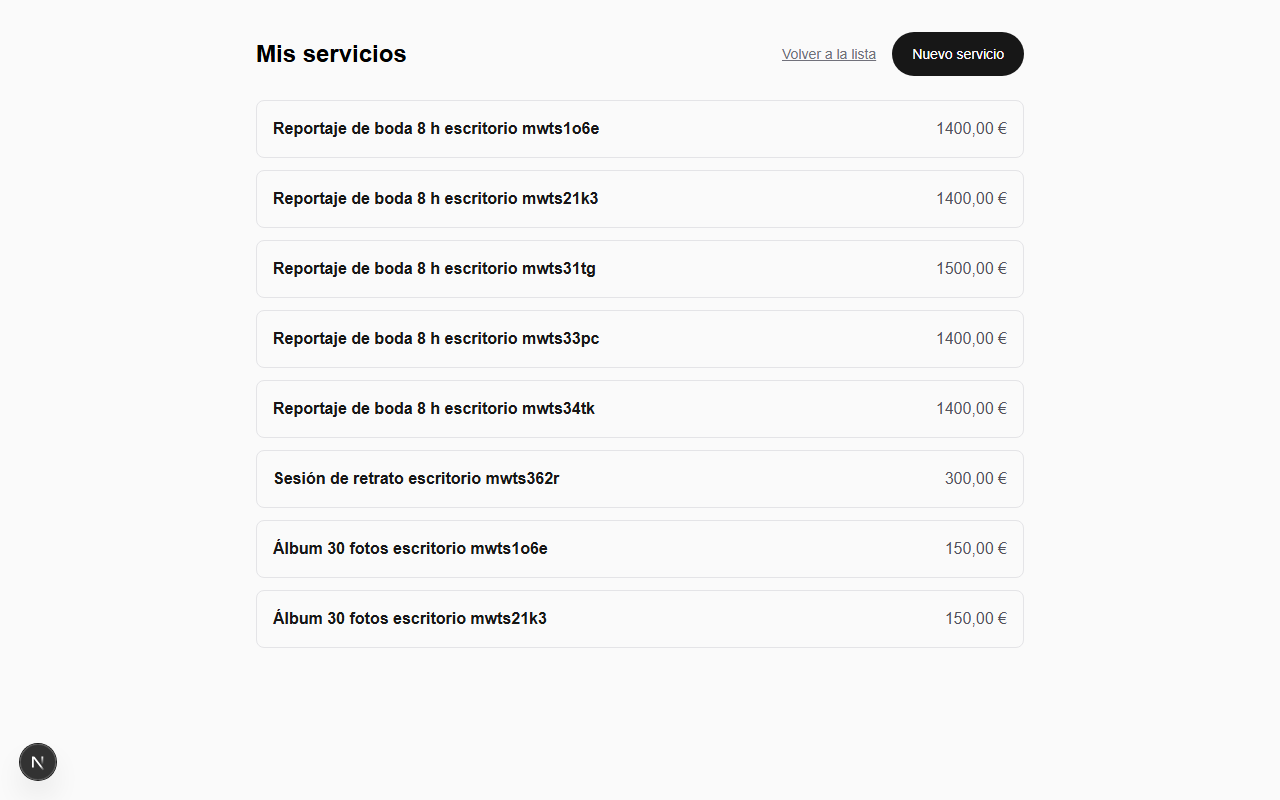 Mis servicios
Volver a la lista
Nuevo servicio
Reportaje de boda 8 h escritorio mwts1o6e 1400,00 €
Reportaje de boda 8 h escritorio mwts21k3 1400,00 €
Reportaje de boda 8 h escritorio mwts31tg 1500,00 €
Reportaje de boda 8 h escritorio mwts33pc 1400,00 €
Reportaje de boda 8 h escritorio mwts34tk 1400,00 €
Sesión de retrato escritorio mwts362r 300,00 €
Álbum 30 fotos escritorio mwts1o6e 150,00 €
Álbum 30 fotos escritorio mwts21k3 150,00 €
N